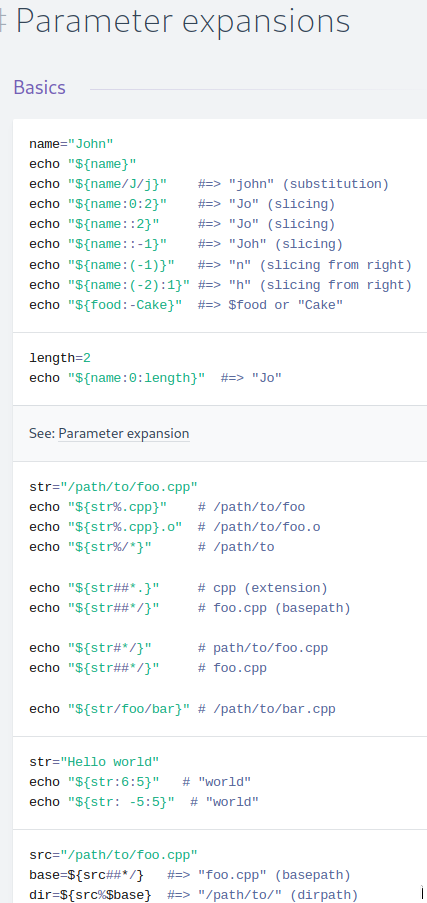 # Parameter expansions
Basics
name="John"
echo "${name}"
echo "${name/J/j}"    #=> "john" (substitution)
echo "${name:0:2}"    #=> "Jo" (slicing)
echo "${name::2}"     #=> "Jo" (slicing)
echo "${name::-1}"    #=> "Joh" (slicing)
echo "${name:(-1)}"   #=> "n" (slicing from right)
echo "${name:(-2):1}" #=> "h" (slicing from right)
echo "${food:-Cake}"  #=> $food or "Cake"
length=2
echo "${name:0:length}"  #=> "Jo"
See: Parameter expansion
str="/path/to/foo.cpp"
echo "${str%.cpp}"    # /path/to/foo
echo "${str%.cpp}.o"  # /path/to/foo.o
echo "${str%/*}"      # /path/to
echo "${str##*.}"     # cpp (extension)
echo "${str##*/}"     # foo.cpp (basepath)
echo "${str#*/}"      # path/to/foo.cpp
echo "${str##*/}"     # foo.cpp
echo "${str/foo/bar}" # /path/to/bar.cpp
str="Hello world"
echo "${str:6:5}"   # "world"
echo "${str: -5:5}"  # "world"
src="/path/to/foo.cpp"
base=${src##*/}   #=> "foo.cpp" (basepath)
dir=${src%$base}  #=> "/path/to/" (dirpath)